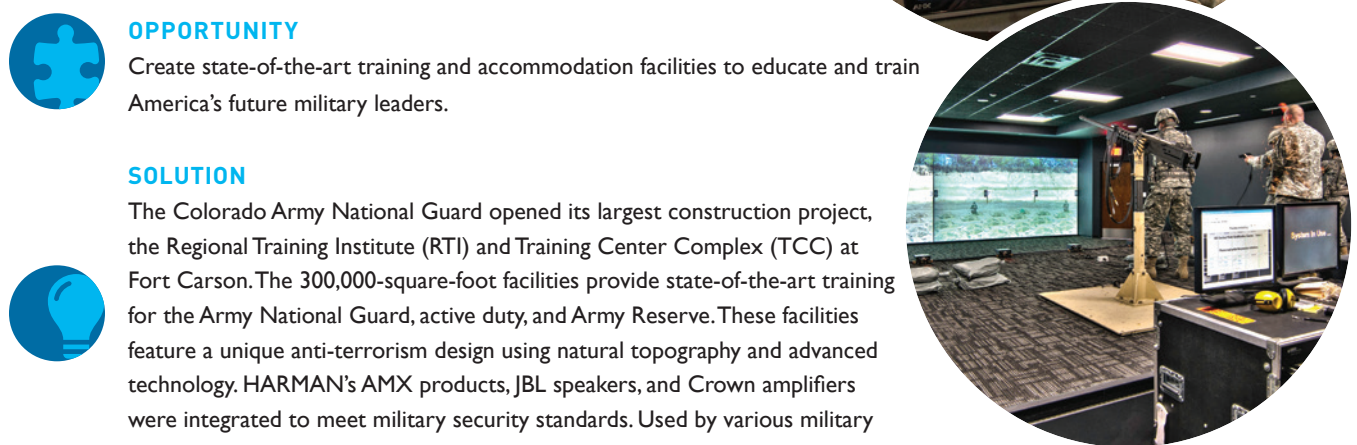 AMX
OPPORTUNITY
Create state-of-the-art training and accommodation facilities to educate and train
America's future military leaders.
SOLUTION
The Colorado Army National Guard opened its largest construction project,
the Regional Training Institute (RTI) and Training Center Complex (TCC) at
Fort Carson. The 300,000-square-foot facilities provide state-of-the-art training
for the Army National Guard, active duty, and Army Reserve. These facilities
feature a unique anti-terrorism design using natural topography and advanced
technology. HARMAN's AMX products, JBL speakers, and Crown amplifiers
were integrated to meet military security standards. Used by various military
System In Use...